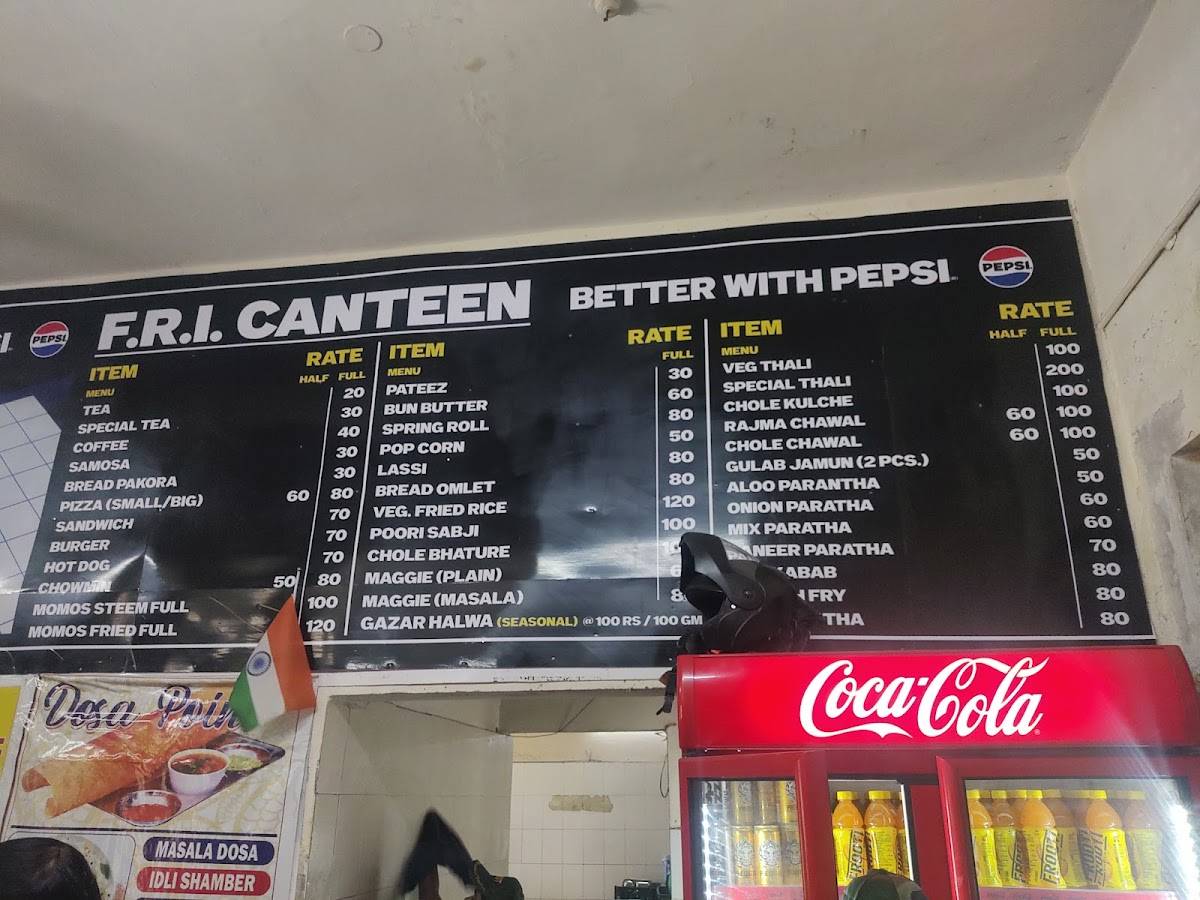 PEPSI
F.R.I. CANTEEN
BETTER WITH PEPSI
PEPSI
ITEM RATE
MENU HALF FULL
TEA 20
SPECIAL TEA 30
COFFEE 40
SAMOSA 30
BREAD PAKORA 30
PIZZA (SMALL/BIG) 60 80
SANDWICH 70
BURGER 70
HOT DOG 70
CHOWMIN 50 80
MOMOS STEEM FULL 100
MOMOS FRIED FULL 120
ITEM RATE
MENU FULL
PATEEZ 30
BUN BUTTER 60
SPRING ROLL 80
POP CORN 50
LASSI 80
BREAD OMLET 80
VEG. FRIED RICE 120
POORI SABJI 100
CHOLE BHATURE
MAGGIE (PLAIN)
MAGGIE (MASALA)
GAZAR HALWA (SEASONAL) @ 100 RS / 100 GM
ITEM RATE
MENU HALF FULL
VEG THALI 100
SPECIAL THALI 200
CHOLE KULCHE 100
RAJMA CHAWAL 60 100
CHOLE CHAWAL 60 100
GULAB JAMUN (2 PCS.) 50
ALOO PARANTHA 50
ONION PARATHA 60
MIX PARATHA 60
PARATHA 70
KABAB 80
FRY 80
80
Coca-Cola
Dosa Point
MASALA DOSA
IDLI SHAMBER
FROOTI